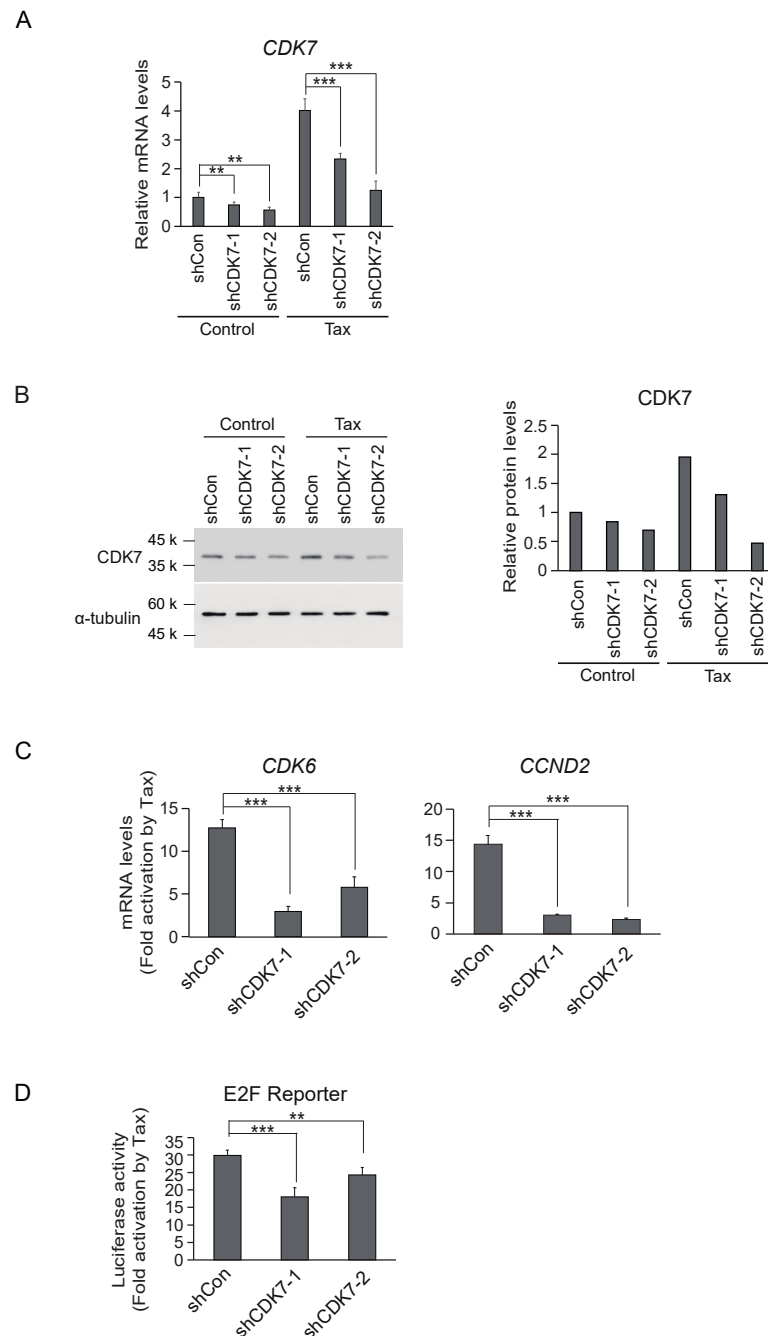 A
CDK7
Relative mRNA levels
5
4
3
2
1
0
***
***
**
**
shCon
shCDK7-1
shCDK7-2
shCon
shCDK7-1
shCDK7-2
Control
Tax
B
Control
Tax
shCon
shCDK7-1
shCDK7-2
shCon
shCDK7-1
shCDK7-2
CDK7
45 k
35 k
α-tubulin
60 k
45 k
CDK7
Relative protein levels
2.5
2
1.5
1
0.5
0
shCon
shCDK7-1
shCDK7-2
shCon
shCDK7-1
shCDK7-2
Control
Tax
C
CDK6
mRNA levels
(Fold activation by Tax)
15
10
5
0
***
***
shCon
shCDK7-1
shCDK7-2
CCND2
20
15
10
5
0
***
***
shCon
shCDK7-1
shCDK7-2
D
E2F Reporter
Luciferase activity
(Fold activation by Tax)
35
30
25
20
15
10
5
0
**
***
shCon
shCDK7-1
shCDK7-2